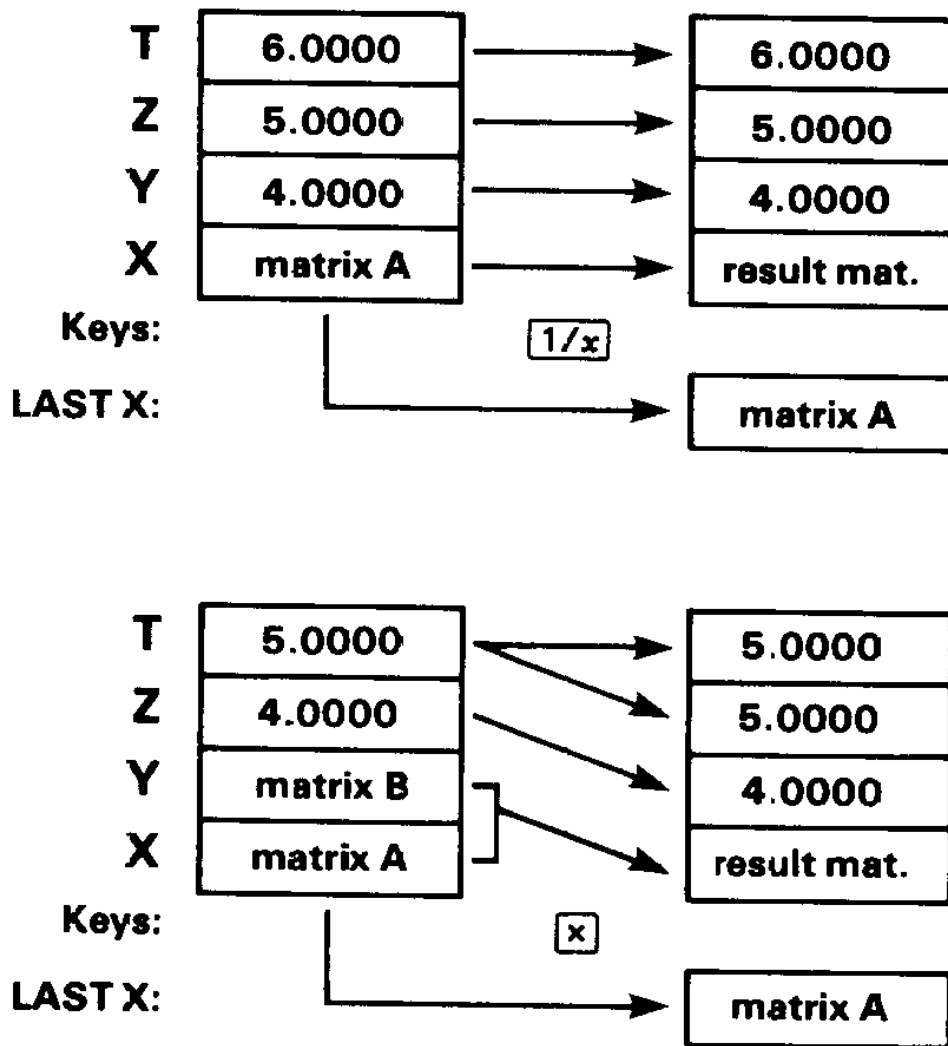 T 6.0000 6.0000
Z 5.0000 5.0000
Y 4.0000 4.0000
X matrix A result mat.
Keys: 1/x
LAST X: matrix A
T 5.0000 5.0000
Z 4.0000 5.0000
Y matrix B 4.0000
X matrix A result mat.
Keys: x
LAST X: matrix A